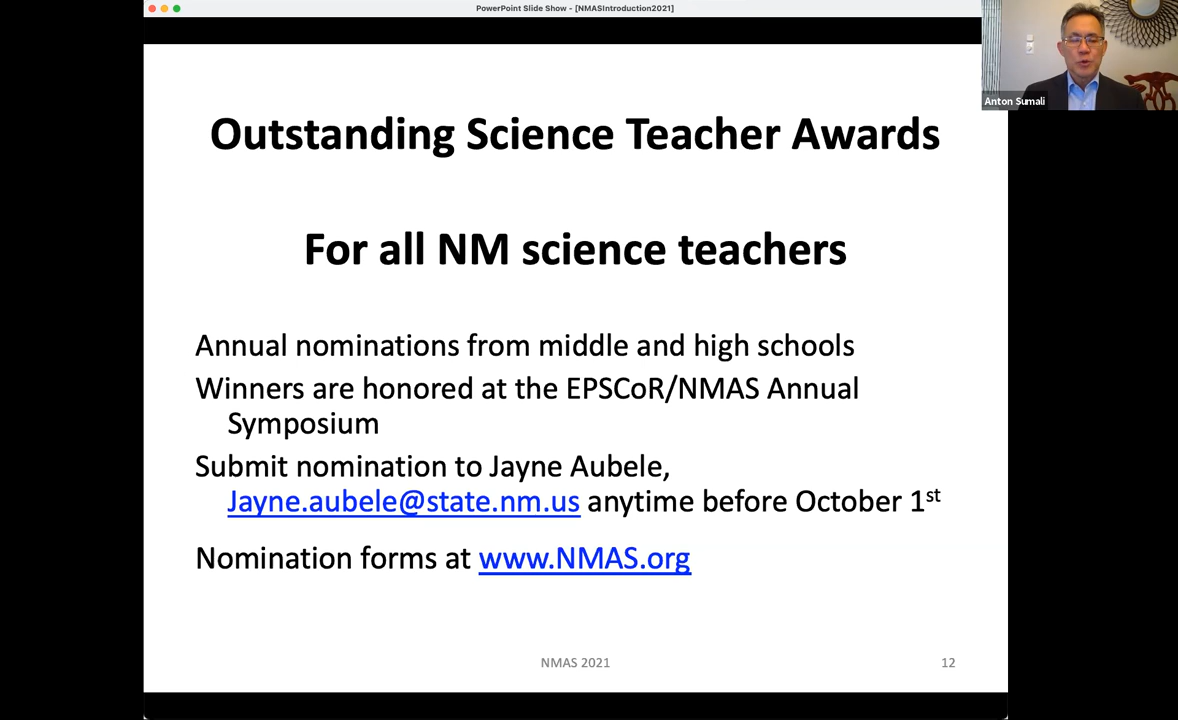 PowerPoint Slide Show - [NMASIntroduction2021]
Anton Sumali
Outstanding Science Teacher Awards
For all NM science teachers
Annual nominations from middle and high schools
Winners are honored at the EPSCoR/NMAS Annual
Symposium
Submit nomination to Jayne Aubele,
Jayne.aubele@state.nm.us anytime before October 1st
Nomination forms at www.NMAS.org
NMAS 2021
12